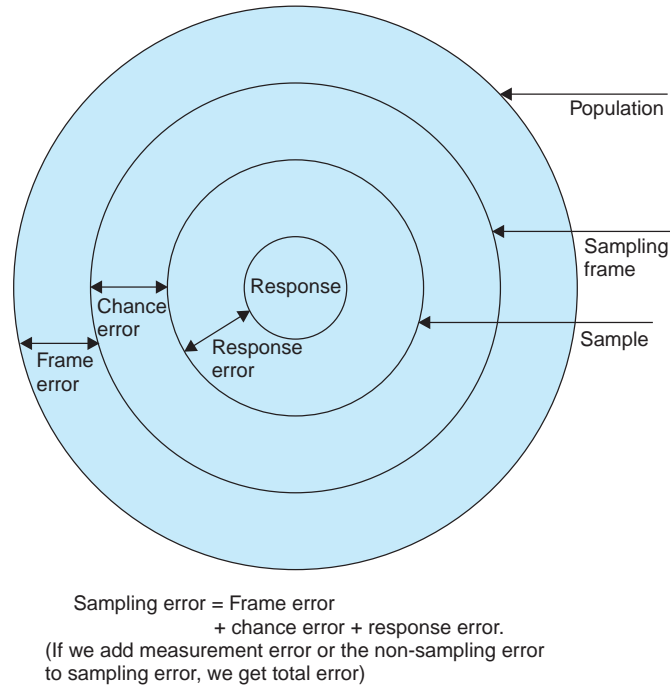 Population
Sampling
frame
Sample
Response
Chance
error
Response
error
Frame
error
Sampling error = Frame error
+ chance error + response error.
(If we add measurement error or the non-sampling error
to sampling error, we get total error)